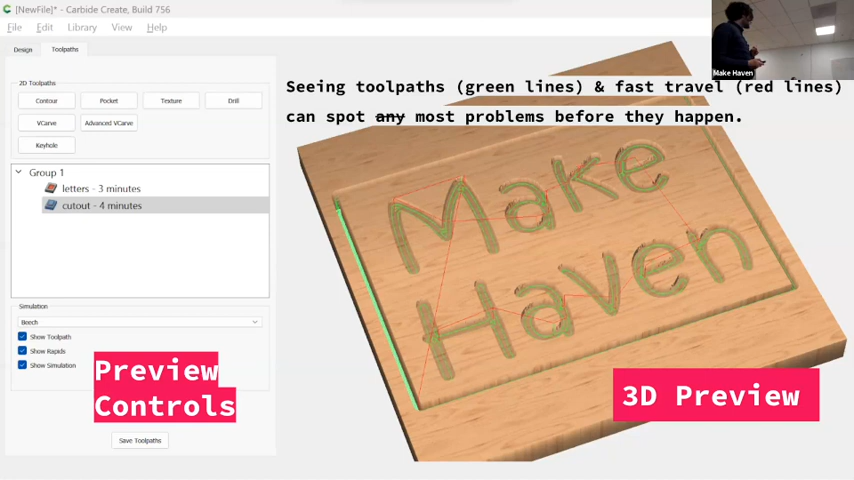 [NewFile]* - Carbide Create, Build 756
File Edit Library View Help
Design Toolpaths
2D Toolpaths
Contour Pocket Texture Drill
VCarve Advanced VCarve
Keyhole
Group 1
letters - 3 minutes
cutout - 4 minutes
Simulation
Beech
Show Toolpath
Show Rapids
Show Simulation
Preview
Controls
Save Toolpaths
Make Haven
Seeing toolpaths (green lines) & fast travel (red lines)
can spot any most problems before they happen.
Make
Haven
3D Preview